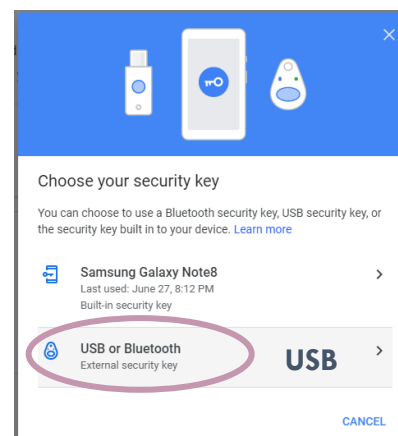 Choose your security key
You can choose to use a Bluetooth security key, USB security key, or
the security key built in to your device. Learn more
Samsung Galaxy Note8
Last used: June 27, 8:12 PM
Built-in security key
USB or Bluetooth
External security key
USB
CANCEL